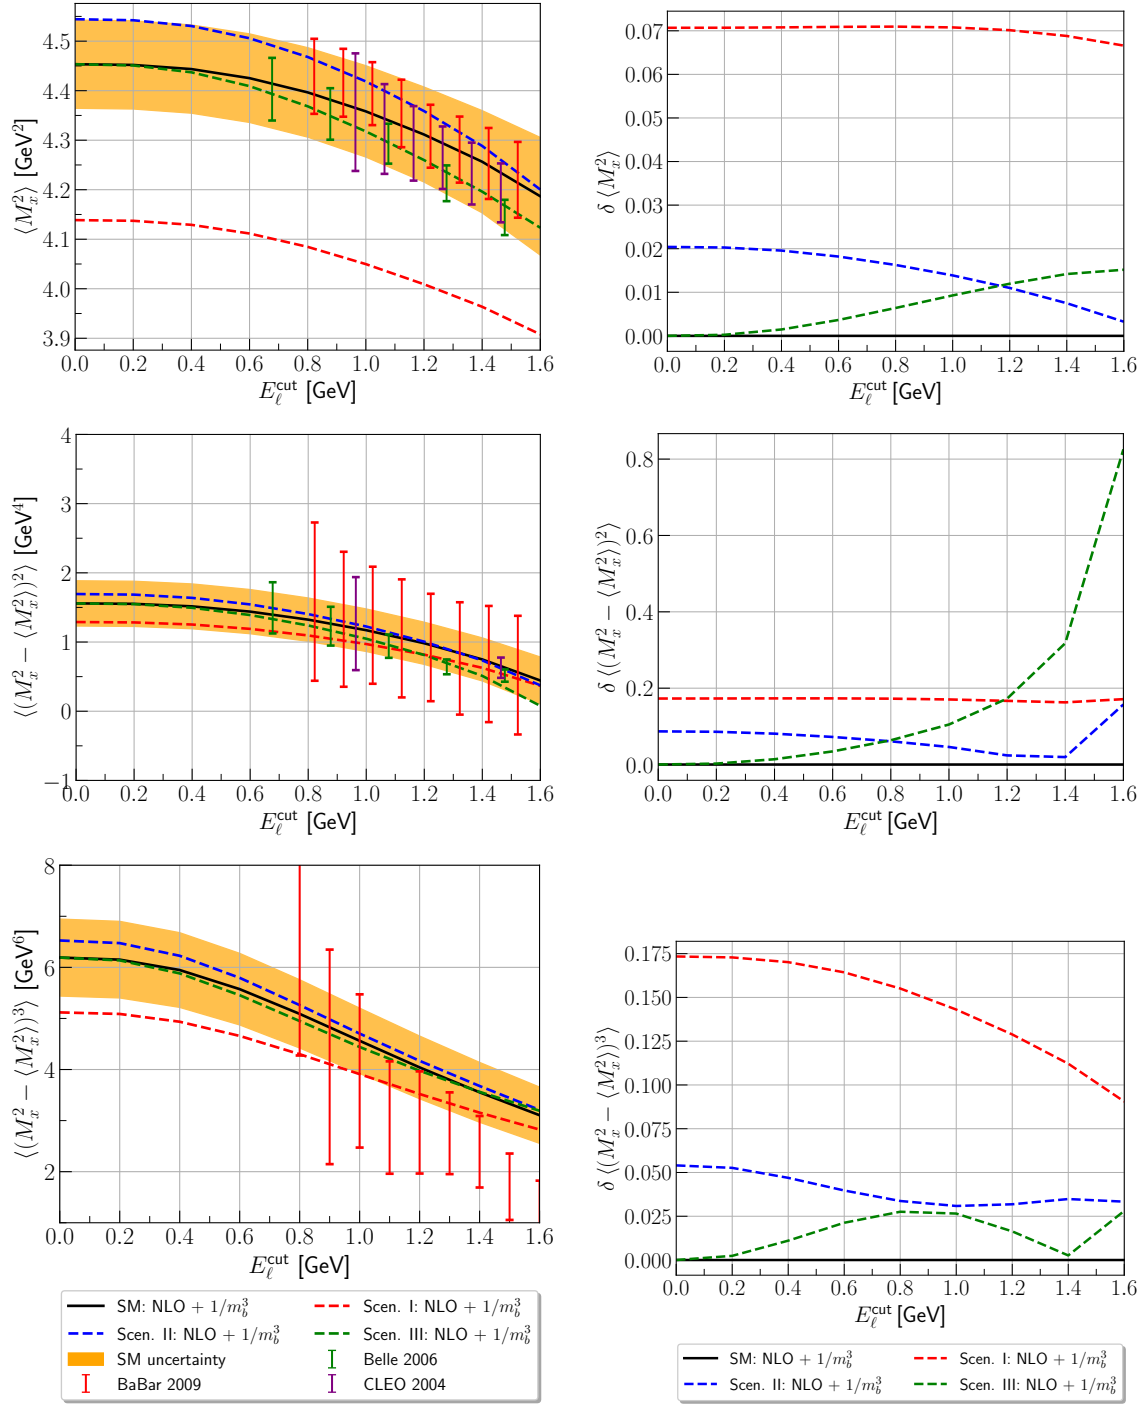 4.5
4.4
4.3
4.2
4.1
4.0
3.9
⟨M_x^2⟩ [GeV^2]
0.0 0.2 0.4 0.6 0.8 1.0 1.2 1.4 1.6
E_ℓ^cut [GeV]
0.07
0.06
0.05
0.04
0.03
0.02
0.01
0.00
δ ⟨M_x^2⟩
0.0 0.2 0.4 0.6 0.8 1.0 1.2 1.4 1.6
E_ℓ^cut [GeV]
4
3
2
1
0
−1
⟨(M_x^2 − ⟨M_x^2⟩)^2⟩ [GeV^4]
0.0 0.2 0.4 0.6 0.8 1.0 1.2 1.4 1.6
E_ℓ^cut [GeV]
0.8
0.6
0.4
0.2
0.0
δ ⟨(M_x^2 − ⟨M_x^2⟩)^2⟩
0.0 0.2 0.4 0.6 0.8 1.0 1.2 1.4 1.6
E_ℓ^cut [GeV]
8
6
4
2
⟨(M_x^2 − ⟨M_x^2⟩)^3⟩ [GeV^6]
0.0 0.2 0.4 0.6 0.8 1.0 1.2 1.4 1.6
E_ℓ^cut [GeV]
0.175
0.150
0.125
0.100
0.075
0.050
0.025
0.000
δ ⟨(M_x^2 − ⟨M_x^2⟩)^3⟩
0.0 0.2 0.4 0.6 0.8 1.0 1.2 1.4 1.6
E_ℓ^cut [GeV]
SM: NLO + 1/m_b^3
Scen. I: NLO + 1/m_b^3
Scen. II: NLO + 1/m_b^3
Scen. III: NLO + 1/m_b^3
SM uncertainty
Belle 2006
BaBar 2009
CLEO 2004
SM: NLO + 1/m_b^3
Scen. I: NLO + 1/m_b^3
Scen. II: NLO + 1/m_b^3
Scen. III: NLO + 1/m_b^3